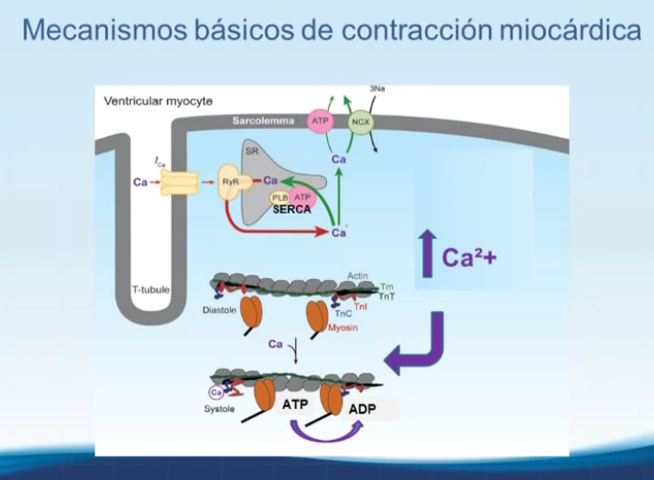 Mecanismos básicos de contracción miocárdica
Ventricular myocyte
3Na
Sarcolemma
ATP
NCX
SR
Ca
I Ca
Ca
RyR
Ca
PLB
ATP
SERCA
Ca
Ca²+
T-tubule
Actin
Tm
TnT
TnI
TnC
Diastole
Myosin
Ca
Ca
Systole
ATP
ADP